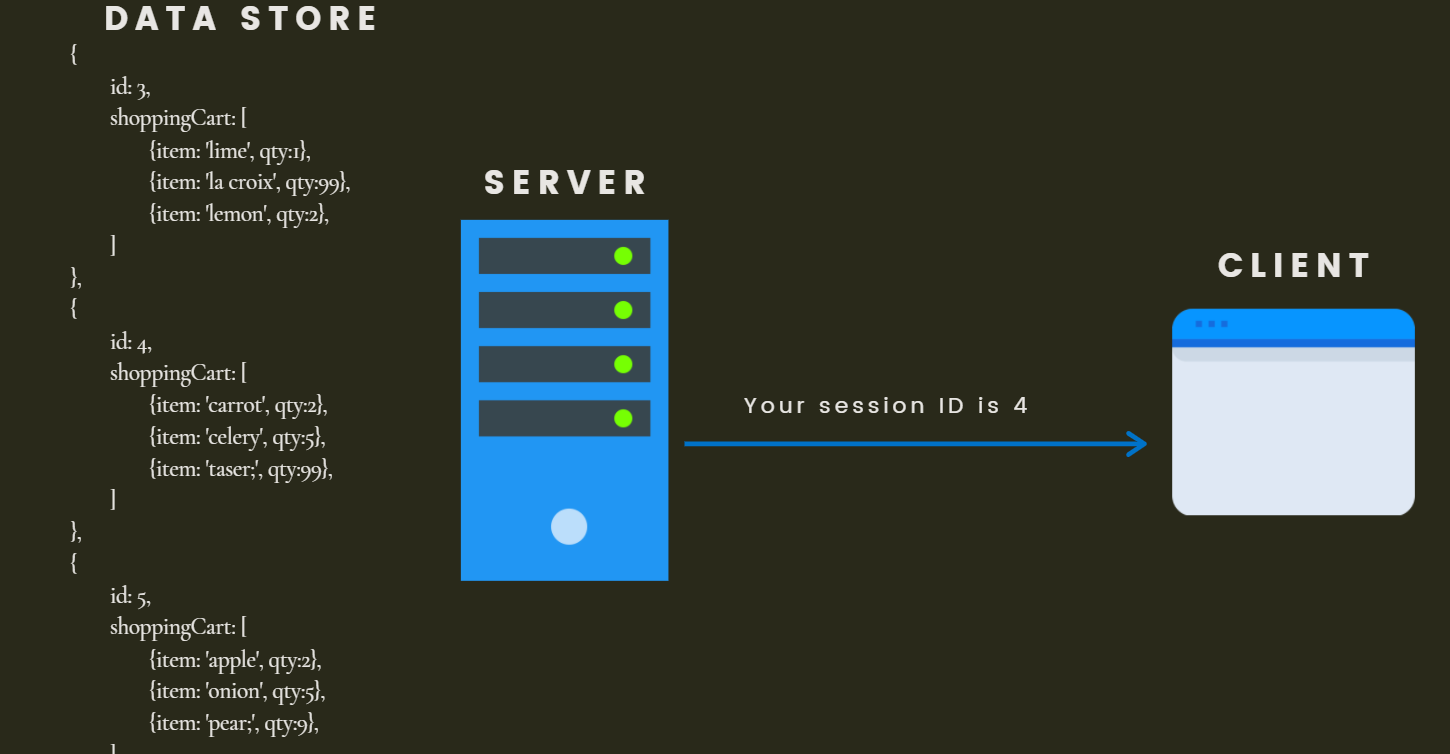 DATA STORE
{
id: 3,
shoppingCart: [
{item: 'lime', qty:1},
{item: 'la croix', qty:99},
{item: 'lemon', qty:2},
]
},
{
id: 4,
shoppingCart: [
{item: 'carrot', qty:2},
{item: 'celery', qty:5},
{item: 'taser;', qty:99},
]
},
{
id: 5,
shoppingCart: [
{item: 'apple', qty:2},
{item: 'onion', qty:5},
{item: 'pear;', qty:9},
]
SERVER
Your session ID is 4
CLIENT